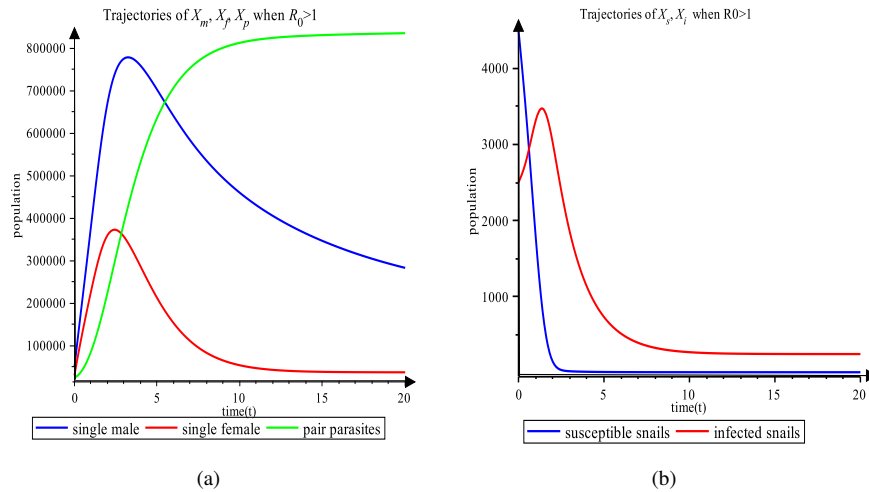 Trajectories of X_m, X_f, X_p when R_0>1
800000
700000
600000
500000
400000
300000
200000
100000
population
0 5 10 15 20
time(t)
single male single female pair parasites
(a)
Trajectories of X_s, X_i when R0>1
4000
3000
2000
1000
population
0 5 10 15 20
time(t)
susceptible snails infected snails
(b)